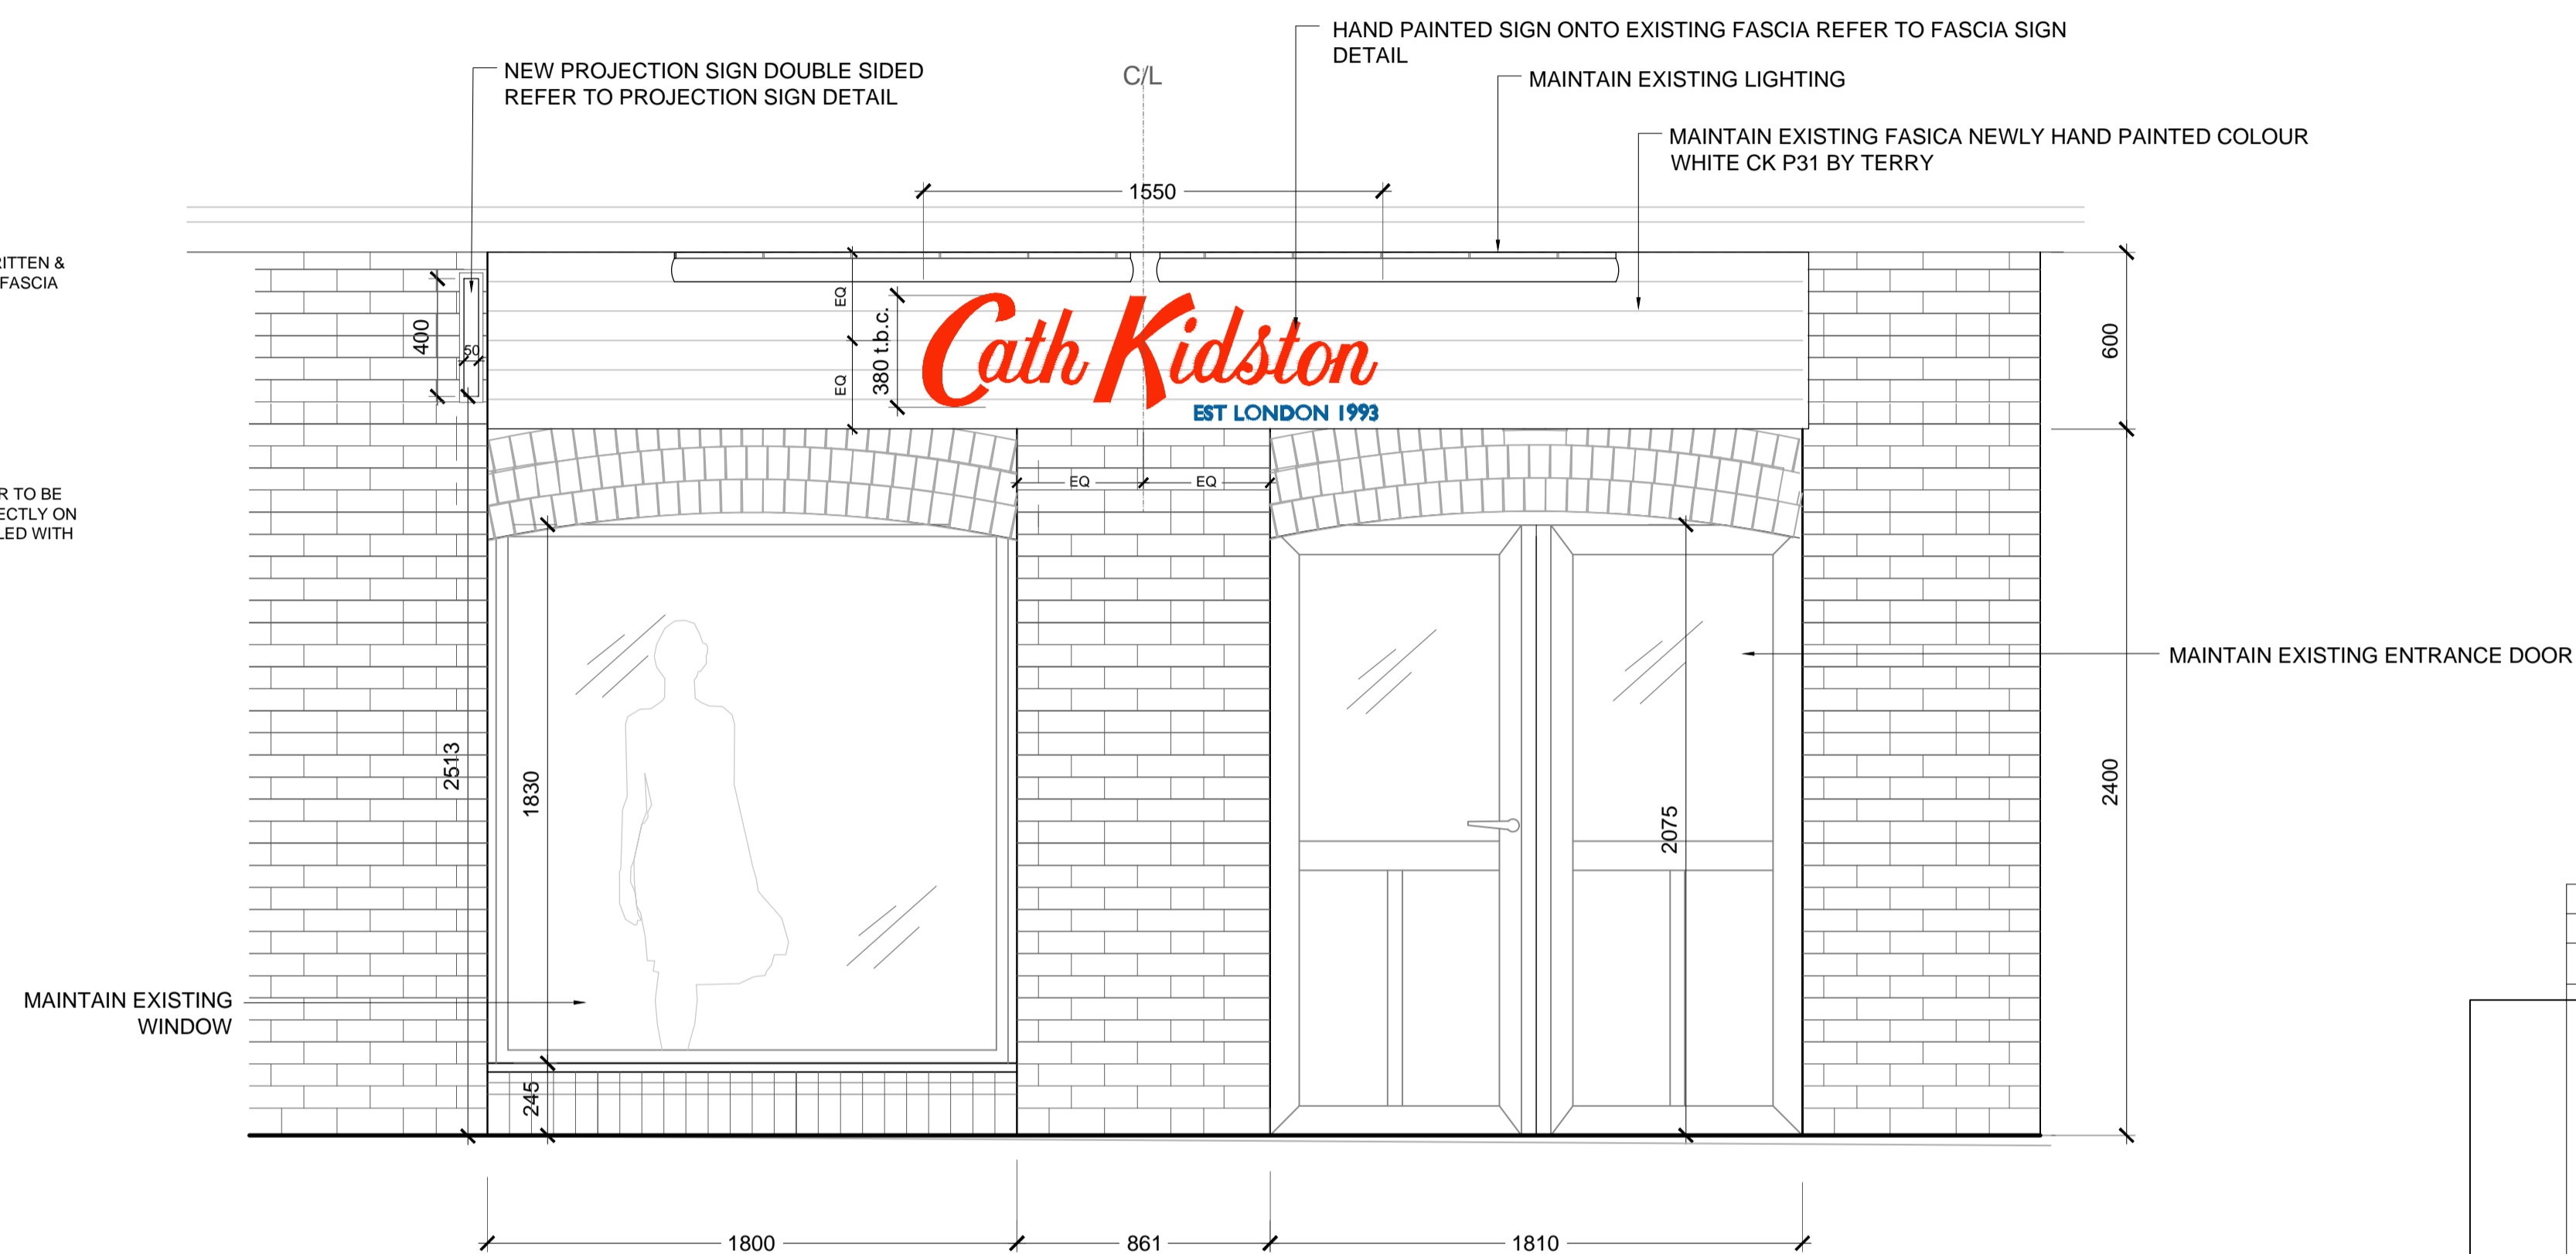 HAND PAINTED SIGN ONTO EXISTING FASCIA REFER TO FASCIA SIGN
DETAIL
NEW PROJECTION SIGN DOUBLE SIDED
REFER TO PROJECTION SIGN DETAIL
C/L
MAINTAIN EXISTING LIGHTING
MAINTAIN EXISTING FASICA NEWLY HAND PAINTED COLOUR
WHITE CK P31 BY TERRY
1550
RITTEN &
FASCIA
400
50
EQ
EQ
380 t.b.c.
Cath Kidston
EST LONDON 1993
600
EQ
EQ
R TO BE
ECTLY ON
LED WITH
MAINTAIN EXISTING ENTRANCE DOOR
2513
1830
2075
2400
MAINTAIN EXISTING
WINDOW
245
1800
861
1810